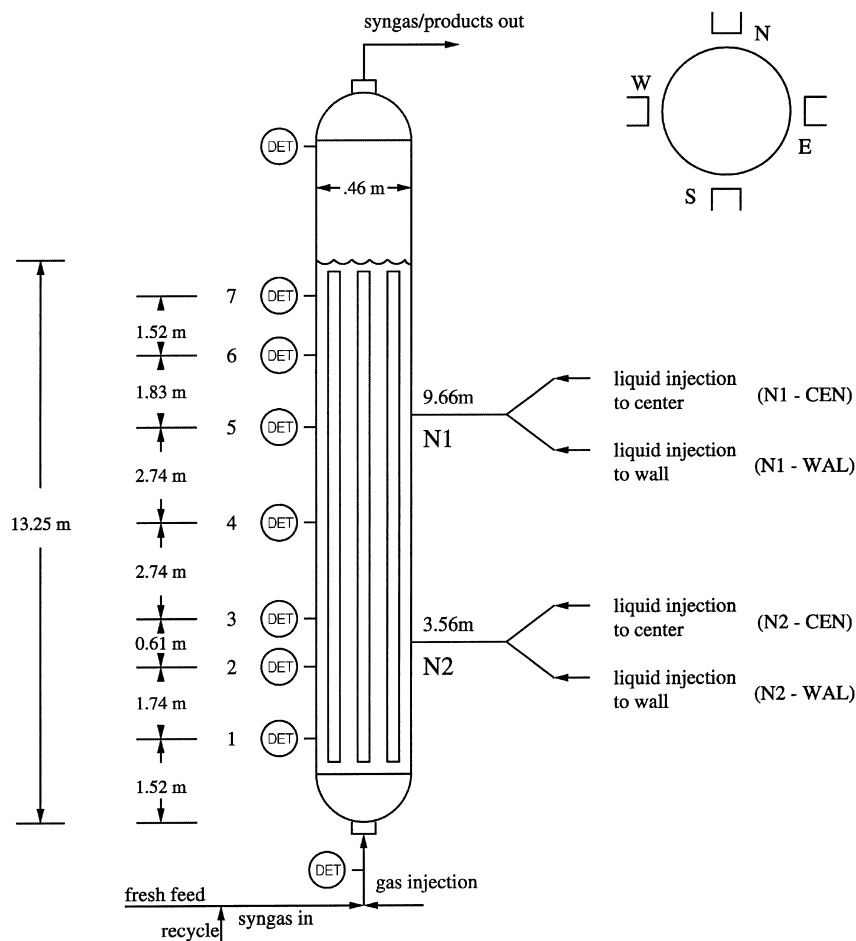 syngas/products out
N
W
E
S
DET
.46 m
7
DET
1.52 m
6
DET
9.66m
liquid injection
to center
(N1 - CEN)
1.83 m
5
DET
N1
liquid injection
to wall
(N1 - WAL)
2.74 m
13.25 m
4
DET
2.74 m
3
DET
3.56m
liquid injection
to center
(N2 - CEN)
0.61 m
2
DET
N2
liquid injection
to wall
(N2 - WAL)
1.74 m
1
DET
1.52 m
DET
gas injection
fresh feed
syngas in
recycle